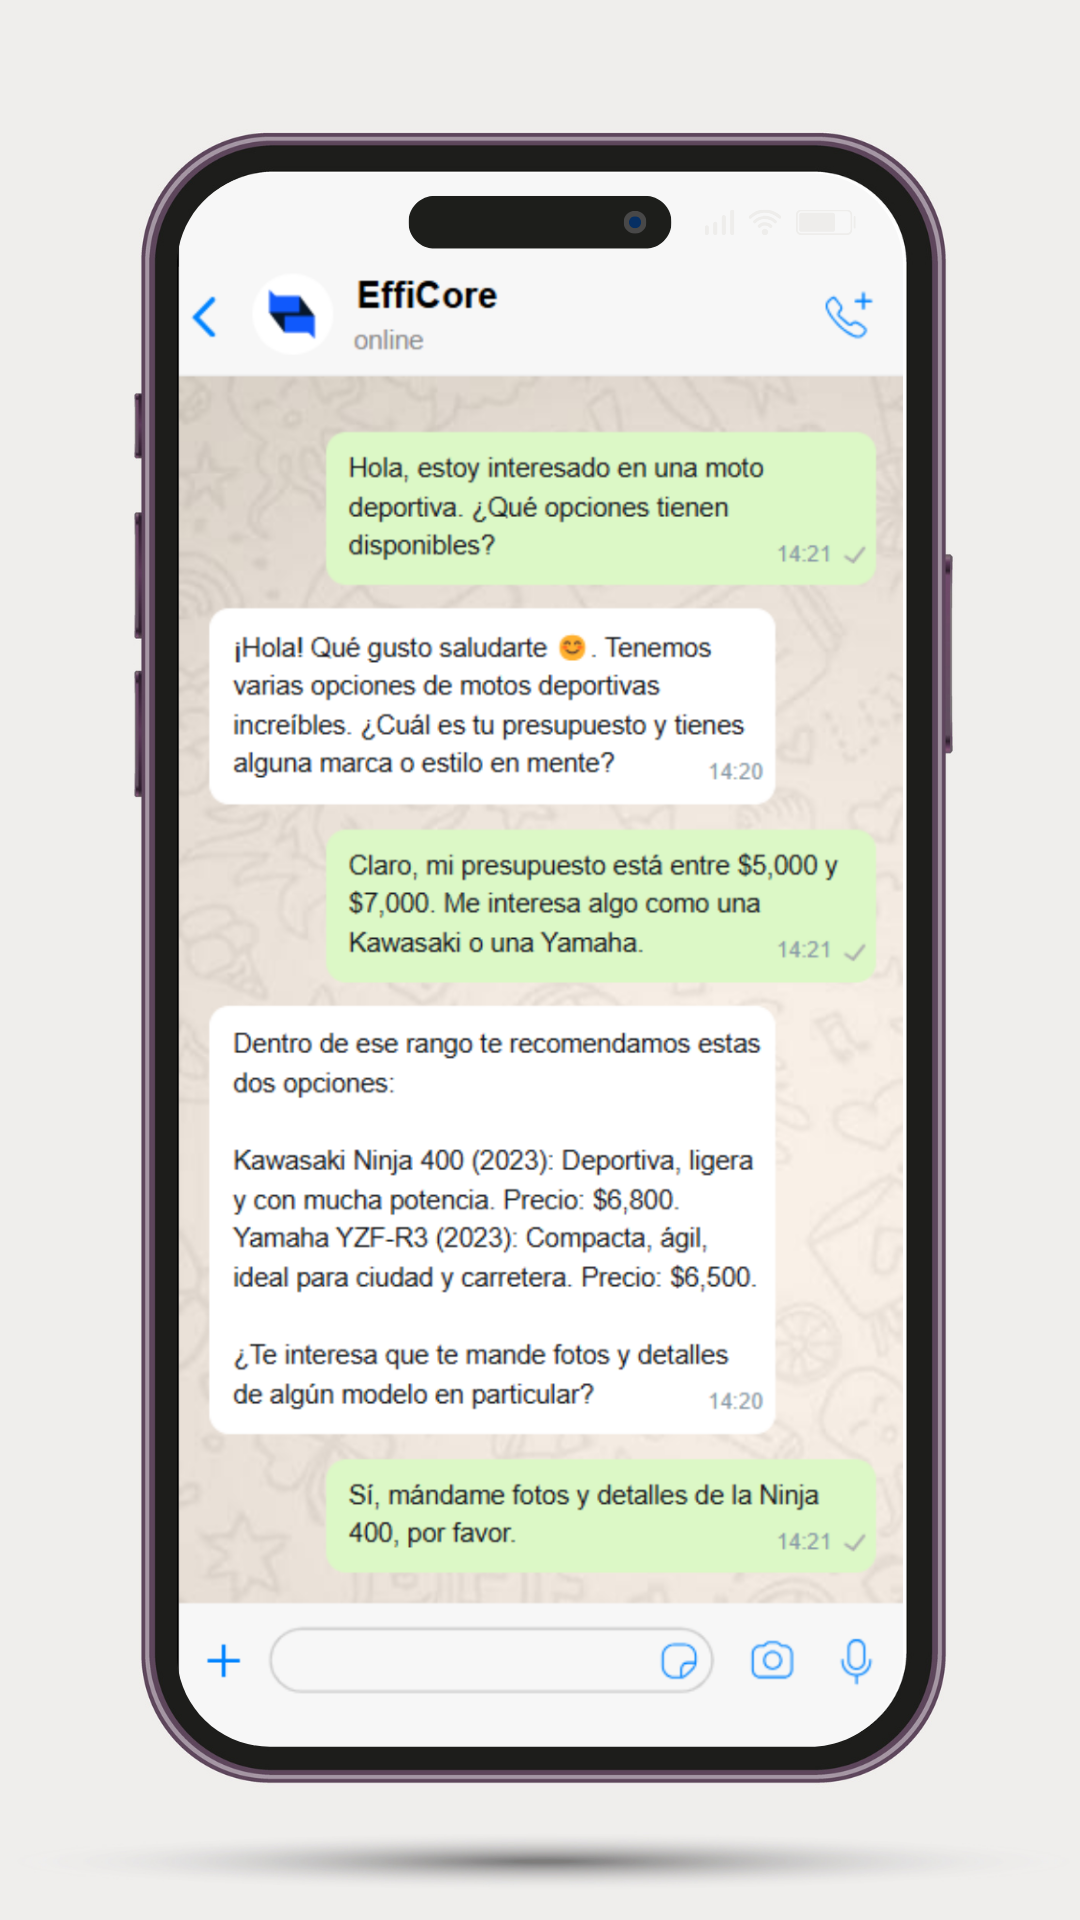 EffiCore
online
Hola, estoy interesado en una moto
deportiva. ¿Qué opciones tienen
disponibles?
14:21
¡Hola! Qué gusto saludarte 😊. Tenemos
varias opciones de motos deportivas
increíbles. ¿Cuál es tu presupuesto y tienes
alguna marca o estilo en mente?
14:20
Claro, mi presupuesto está entre $5,000 y
$7,000. Me interesa algo como una
Kawasaki o una Yamaha.
14:21
Dentro de ese rango te recomendamos estas
dos opciones:
Kawasaki Ninja 400 (2023): Deportiva, ligera
y con mucha potencia. Precio: $6,800.
Yamaha YZF-R3 (2023): Compacta, ágil,
ideal para ciudad y carretera. Precio: $6,500.
¿Te interesa que te mande fotos y detalles
de algún modelo en particular?
14:20
Sí, mándame fotos y detalles de la Ninja
400, por favor.
14:21